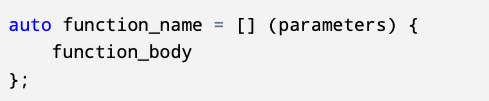 auto function_name = [] (parameters) {
    function_body
};